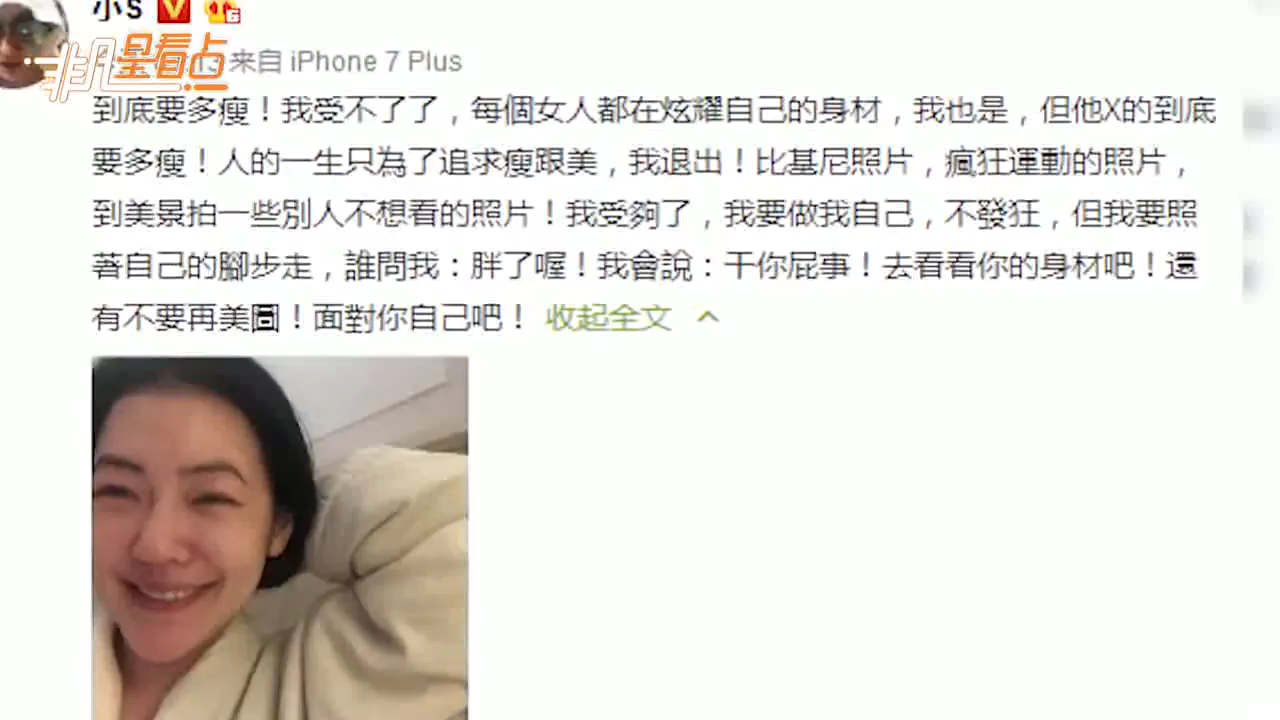 小S
来自 iPhone 7 Plus
非凡星看点
到底要多瘦！我受不了了，每個女人都在炫耀自己的身材，我也是，但他X的到底
要多瘦！人的一生只為了追求瘦跟美，我退出！比基尼照片，瘋狂運動的照片，
到美景拍一些別人不想看的照片！我受夠了，我要做我自己，不發狂，但我要照
著自己的腳步走，誰問我：胖了喔！我會說：干你屁事！去看看你的身材吧！還
有不要再美圖！面對你自己吧！ 收起全文